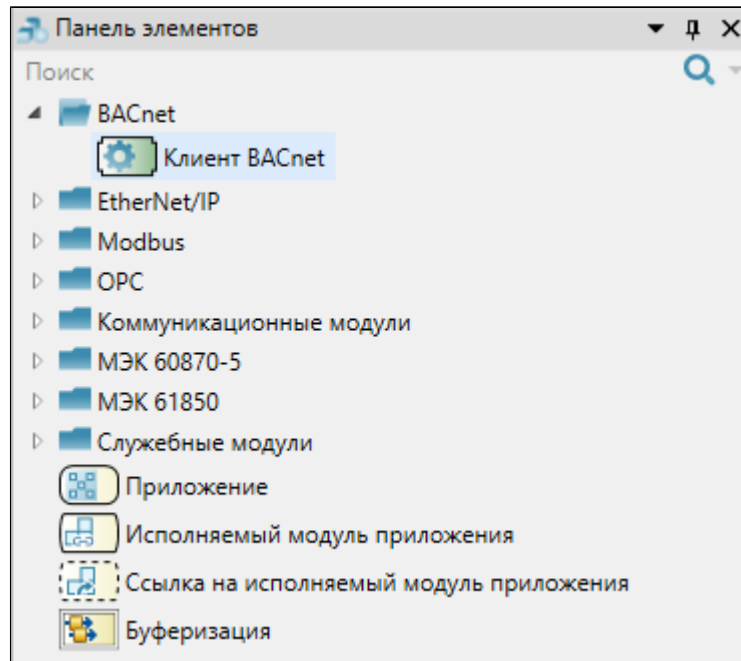 Панель элементов
Поиск
BACnet
Клиент BACnet
EtherNet/IP
Modbus
OPC
Коммуникационные модули
МЭК 60870-5
МЭК 61850
Служебные модули
Приложение
Исполняемый модуль приложения
Ссылка на исполняемый модуль приложения
Буферизация